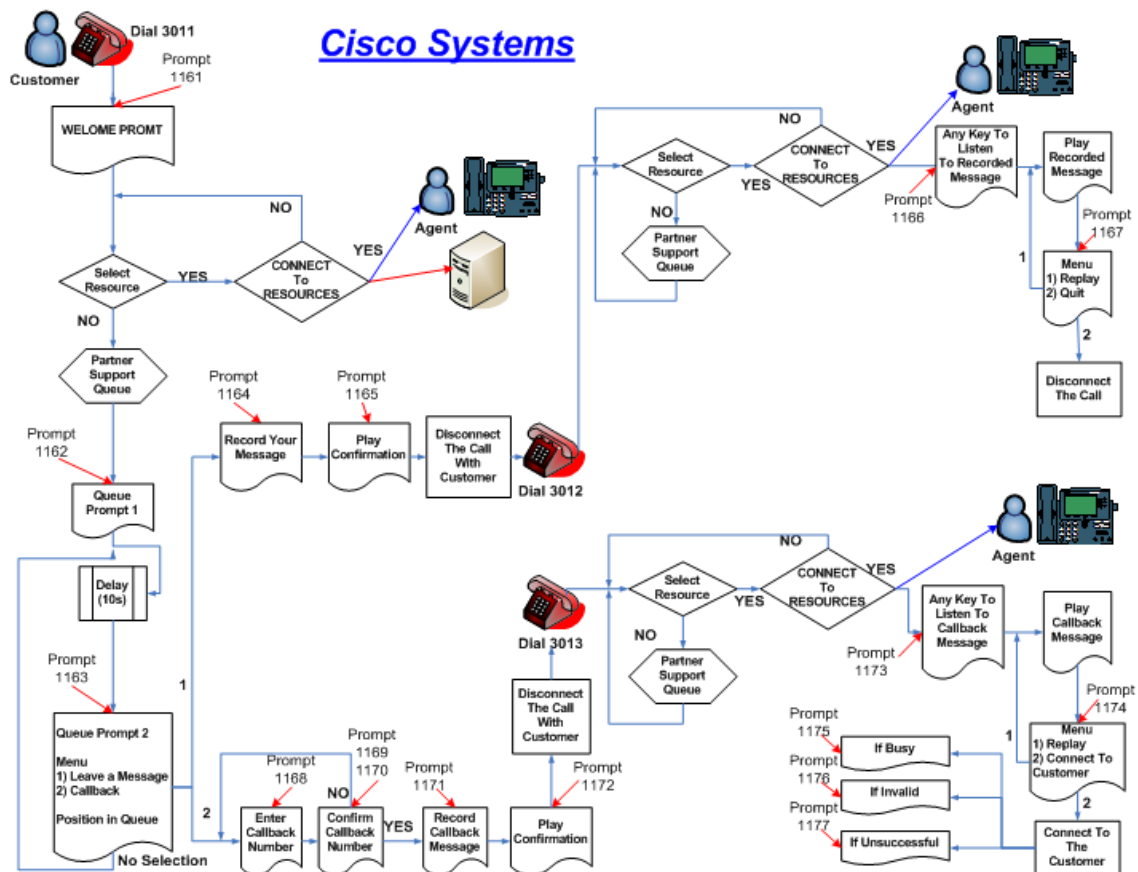 Cisco Systems
Dial 3011
Customer
Prompt
1161
WELOME PROMT
NO
Select
Resource
YES
CONNECT
To
RESOURCES
YES
Agent
NO
Partner
Support
Queue
Prompt
1162
Queue
Prompt 1
Delay
(10s)
Prompt
1163
Queue Prompt 2
Menu
1) Leave a Message
2) Callback
Position in Queue
No Selection
1
2
Prompt
1164
Record Your
Message
Prompt
1165
Play
Confirmation
Disconnect
The Call
With
Customer
Dial 3012
NO
Select
Resource
YES
CONNECT
To
RESOURCES
YES
Agent
NO
Partner
Support
Queue
Any Key To
Listen
To Recorded
Message
Prompt
1166
Play
Recorded
Message
Prompt
1167
1
Menu
1) Replay
2) Quit
2
Disconnect
The Call
Prompt
1168
Enter
Callback
Number
NO
Prompt
1169
1170
Confirm
Callback
Number
YES
Prompt
1171
Record
Callback
Message
Prompt
1172
Play
Confirmation
Disconnect
The Call
With
Customer
Dial 3013
NO
Select
Resource
YES
CONNECT
To
RESOURCES
YES
Agent
NO
Partner
Support
Queue
Any Key To
Listen To
Callback
Message
Prompt
1173
Play
Callback
Message
Prompt
1174
1
Menu
1) Replay
2) Connect To
Customer
2
Connect To
The
Customer
Prompt
1175
If Busy
Prompt
1176
If Invalid
Prompt
1177
If Unsuccessful